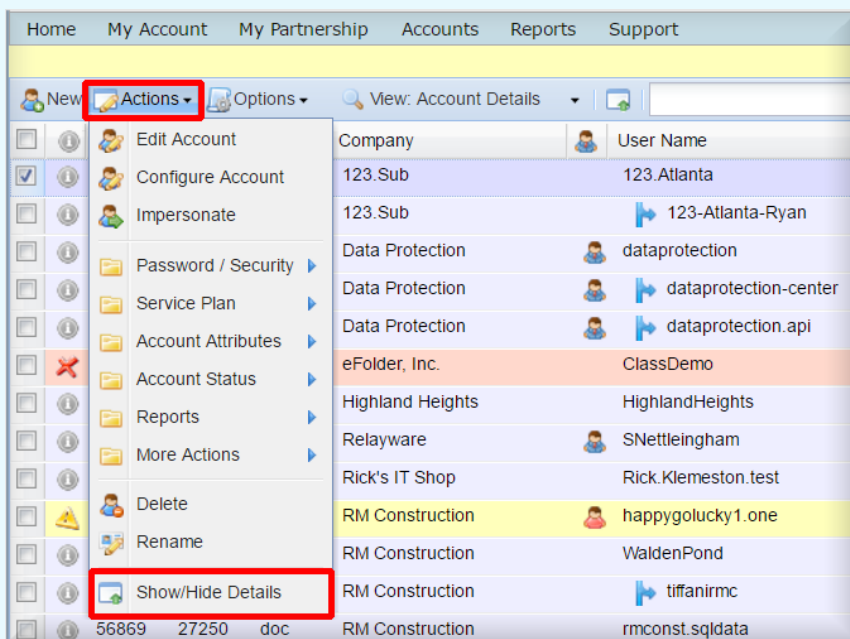 Home My Account My Partnership Accounts Reports Support
New Actions Options View: Account Details
Edit Account Company User Name
Configure Account 123.Sub 123.Atlanta
Impersonate 123.Sub 123-Atlanta-Ryan
Data Protection dataprotection
Password / Security Data Protection dataprotection-center
Service Plan Data Protection dataprotection.api
Account Attributes eFolder, Inc. ClassDemo
Account Status Highland Heights HighlandHeights
Reports Relayware SNettleingham
More Actions Rick's IT Shop Rick.Klemeston.test
Delete RM Construction happygolucky1.one
Rename RM Construction WaldenPond
Show/Hide Details RM Construction tiffanirmc
56869 27250 doc RM Construction rmconst.sqldata